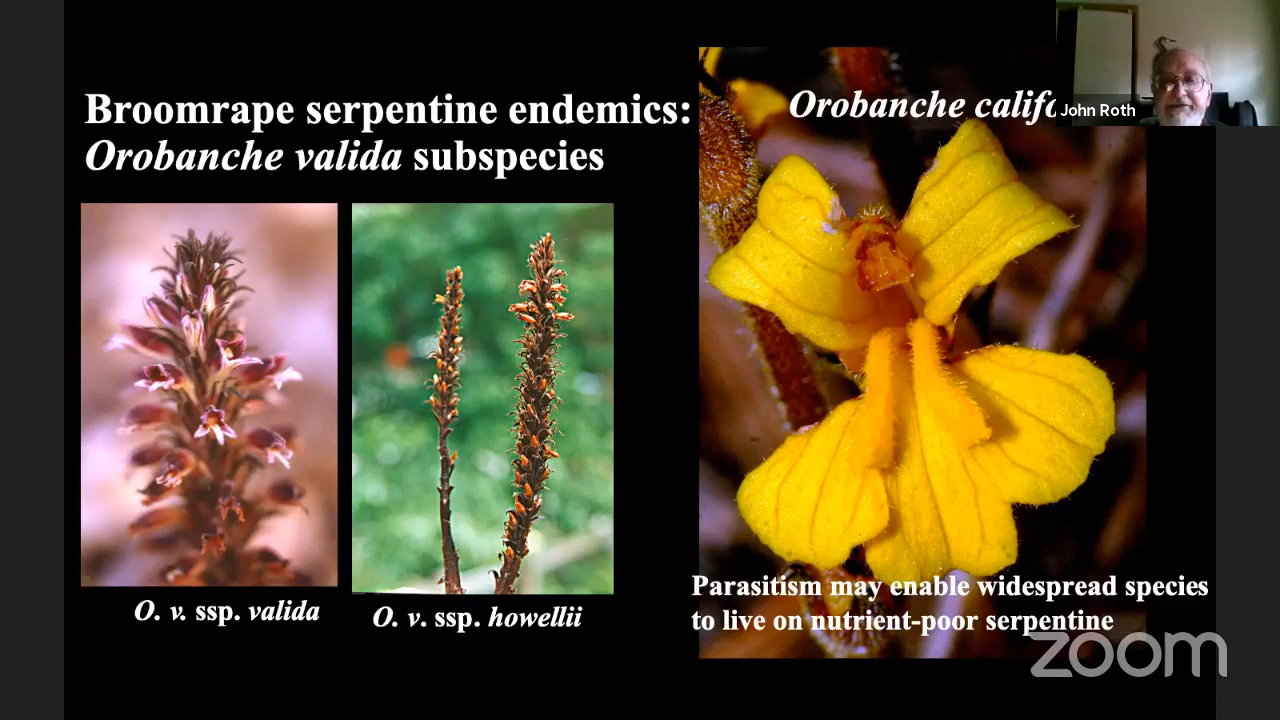 Broomrape serpentine endemics:
Orobanche valida subspecies
Orobanche califo
John Roth
O. v. ssp. valida
O. v. ssp. howellii
Parasitism may enable widespread species
to live on nutrient-poor serpentine
zoom